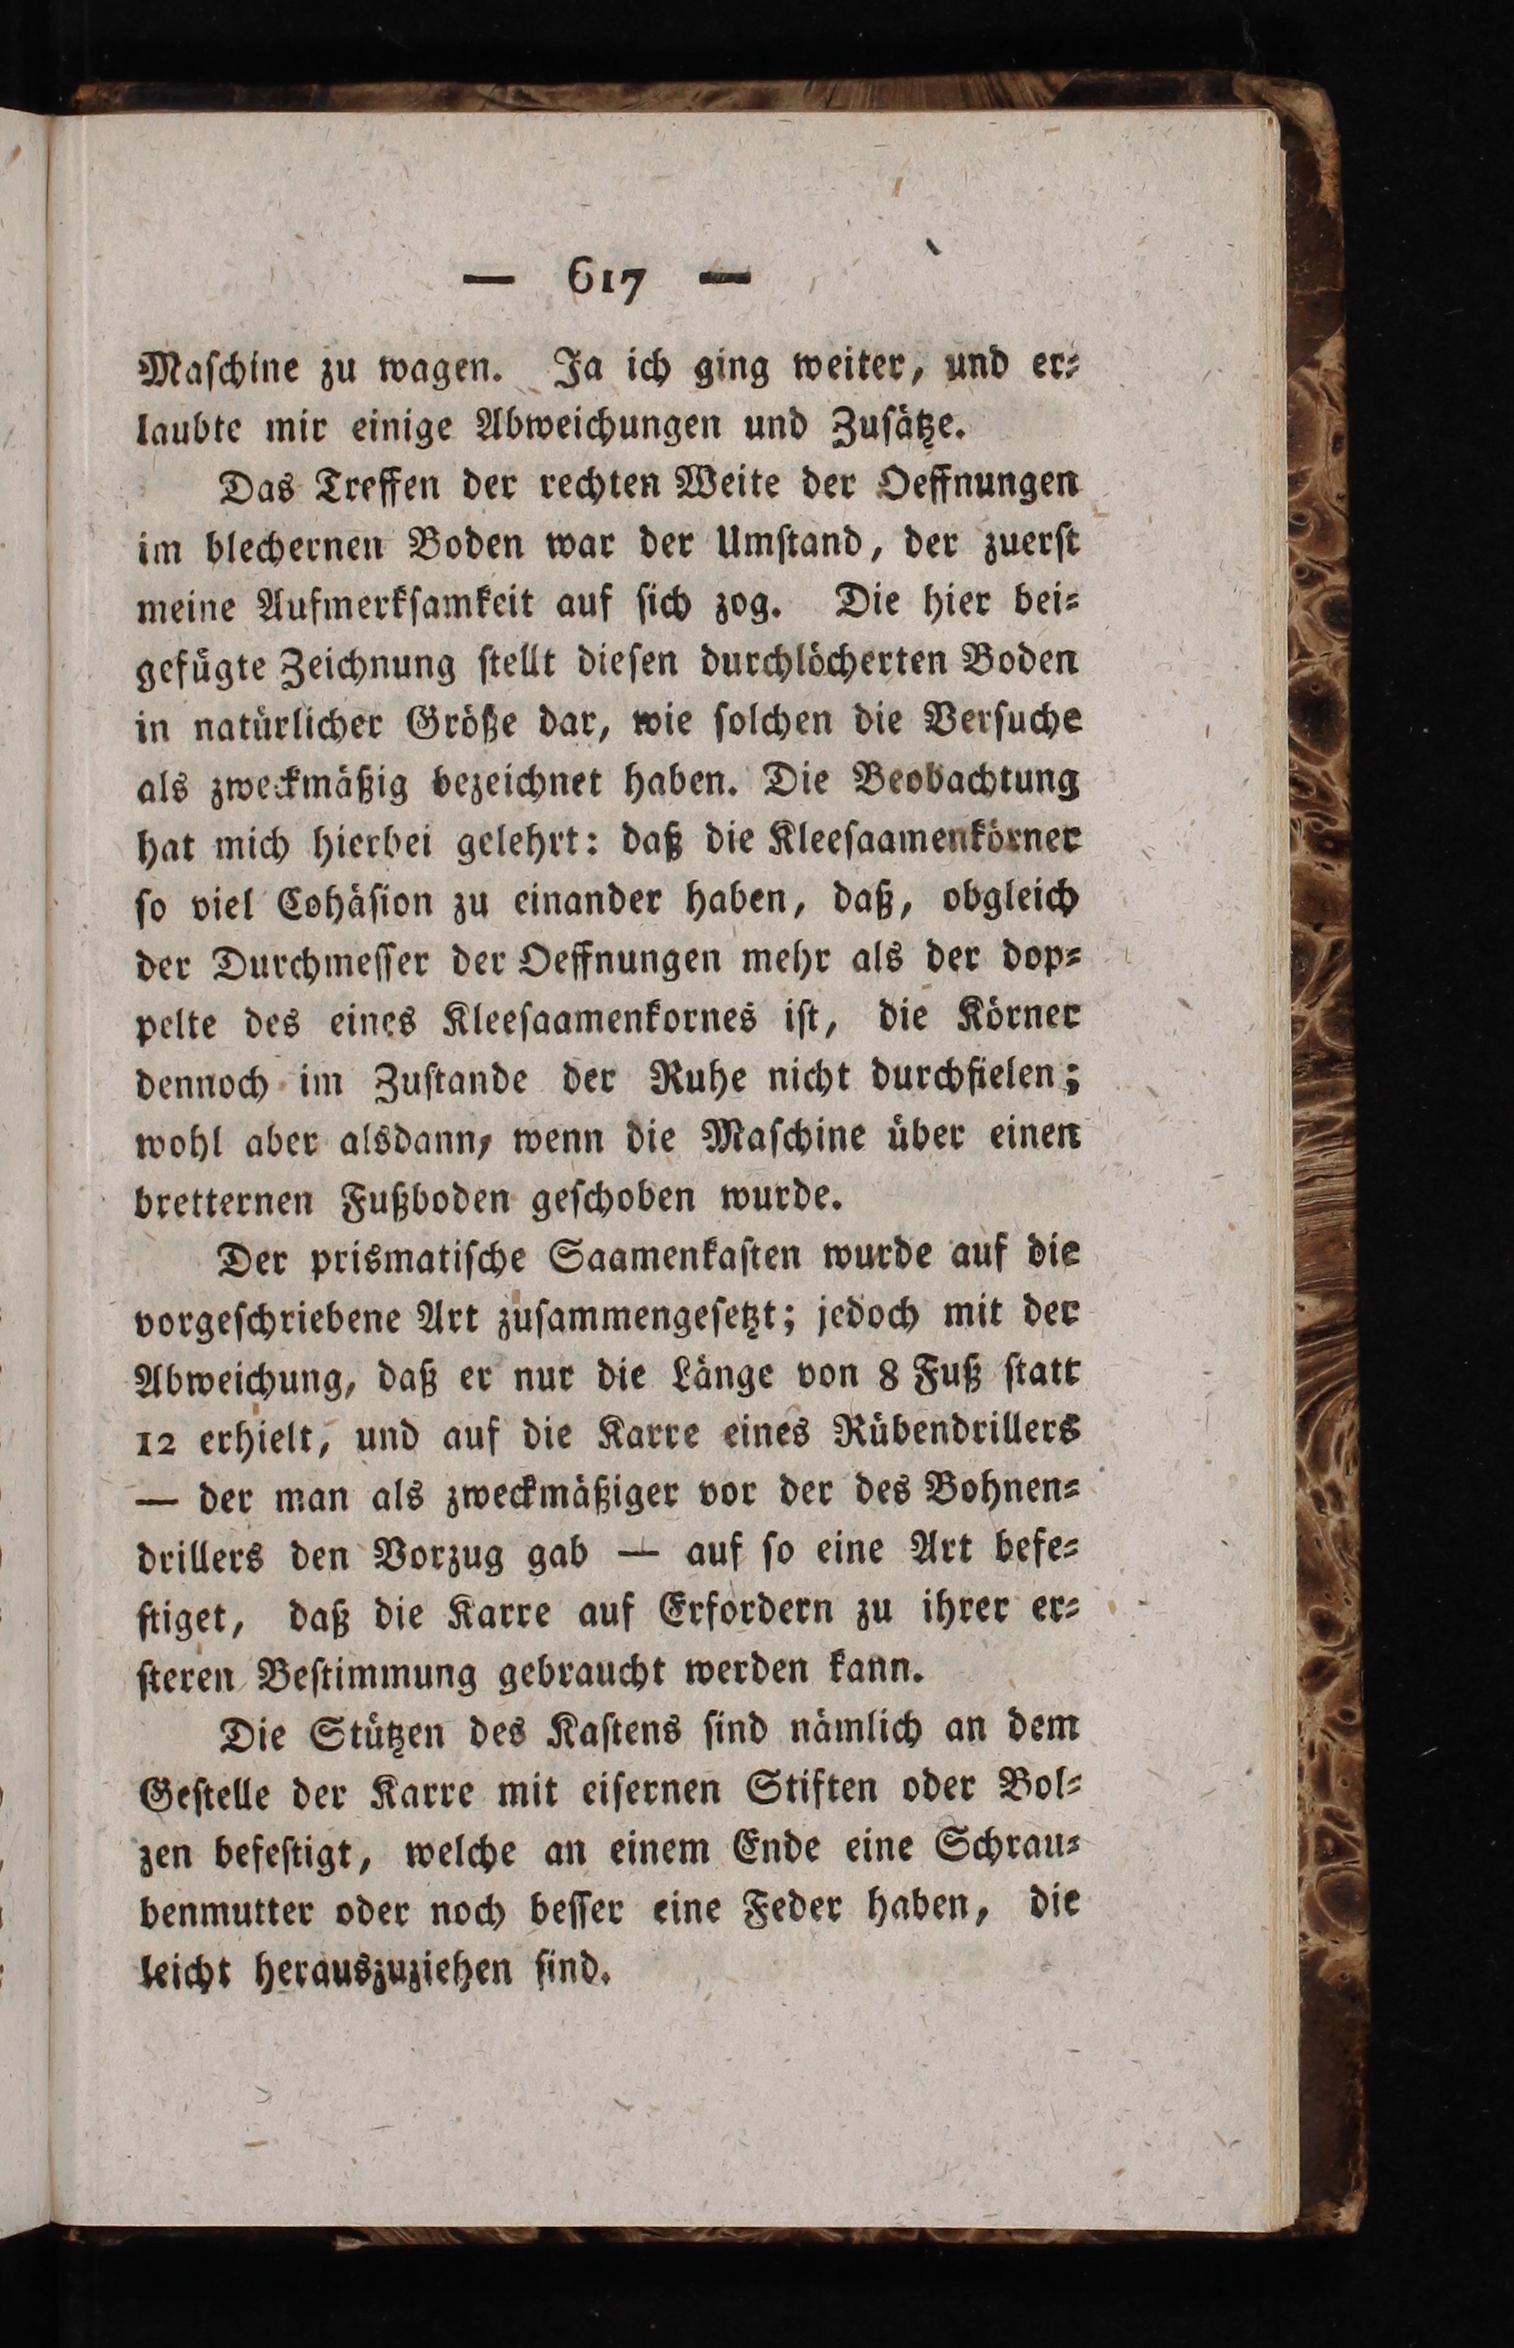 — 617 —
Maſchine zu wagen. Ja ich ging weiter, und er⸗
laubte mir einige Abweichungen und Zuſätze.
Das Treffen der rechten Weite der Oeffnungen
im blechernen Boden war der Umſtand, der zuerſt
meine Aufmerkſamkeit auf ſich zog. Die hier bei⸗
gefügte Zeichnung ſtellt dieſen durchlöcherten Boden
in natürlicher Größe dar, wie ſolchen die Verſuche
als zweckmäßig bezeichnet haben. Die Beobachtung
hat mich hierbei gelehrt: daß die Kleeſaamenkörner
ſo viel Cohäſion zu einander haben, daß, obgleich
der Durchmeſſer der Oeffnungen mehr als der dop⸗
pelte des eines Kleeſaamenkornes iſt, die Körner
dennoch im Zuſtande der Ruhe nicht durchfielen;
wohl aber alsdann, wenn die Maſchine über einen
bretternen Fußboden geſchoben wurde.
Der prismatiſche Saamenkaſten wurde auf die
vorgeſchriebene Art zuſammengeſetzt; jedoch mit der
Abweichung, daß er nur die Länge von 8 Fuß ſtatt
12 erhielt, und auf die Karre eines Rübendrillers
— der man als zweckmäßiger vor der des Bohnen⸗
drillers den Vorzug gab — auf ſo eine Art befe⸗
ſtiget, daß die Karre auf Erfordern zu ihrer er⸗
ſteren Beſtimmung gebraucht werden kann.
Die Stützen des Kaſtens ſind nämlich an dem
Geſtelle der Karre mit eiſernen Stiften oder Bol⸗
zen befeſtigt, welche an einem Ende eine Schrau⸗
benmutter oder noch beſſer eine Feder haben, die
leicht herauszuziehen ſind.